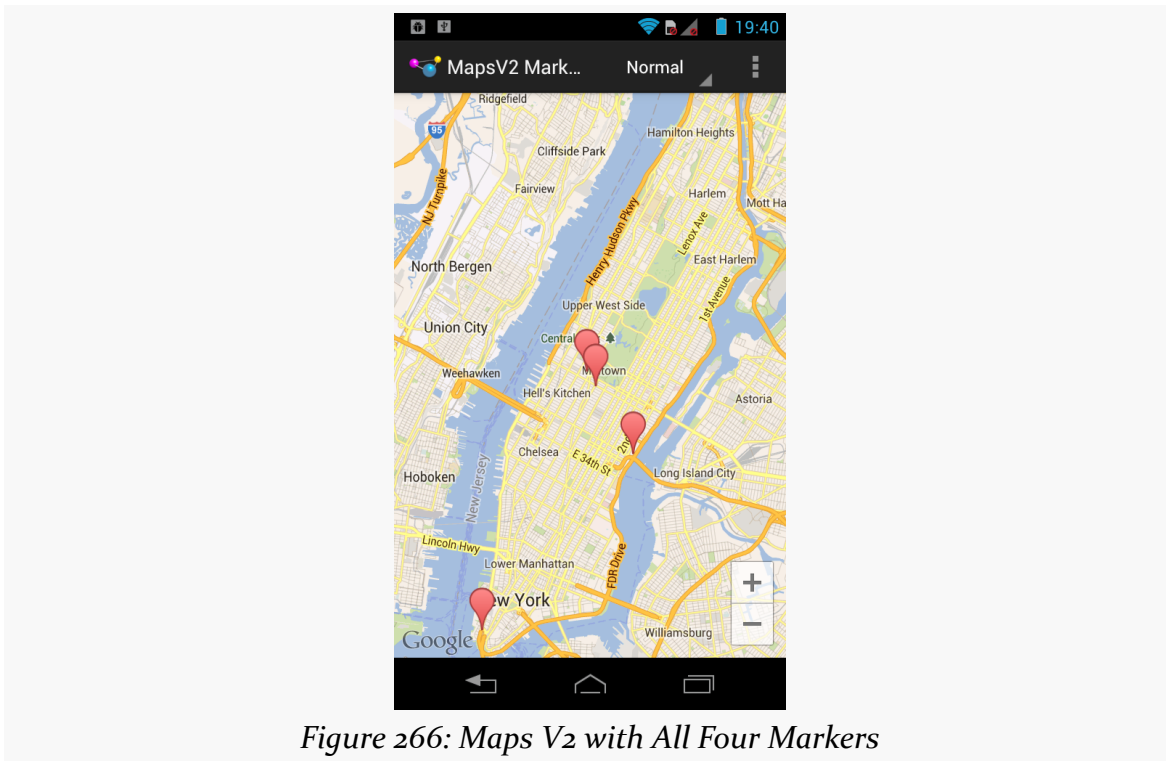 19:40
MapsV2 Mark... Normal
Ridgefield
95
Hamilton Heights
Cliffside Park
Fairview
NJ Turnpike
Harlem
Mott Ha
Henry Hudson Pkwy
Lenox Ave
East Harlem
North Bergen
1st Avenue
Upper West Side
Union City
Central
Weehawken
Hell's Kitchen
Astoria
Chelsea
E 34th St
2n
Long Island City
Hoboken
New Jersey
Lincoln Hwy
Lower Manhattan
FDR Drive
ew York
Williamsburg
Google
+
−
Figure 266: Maps V2 with All Four Markers